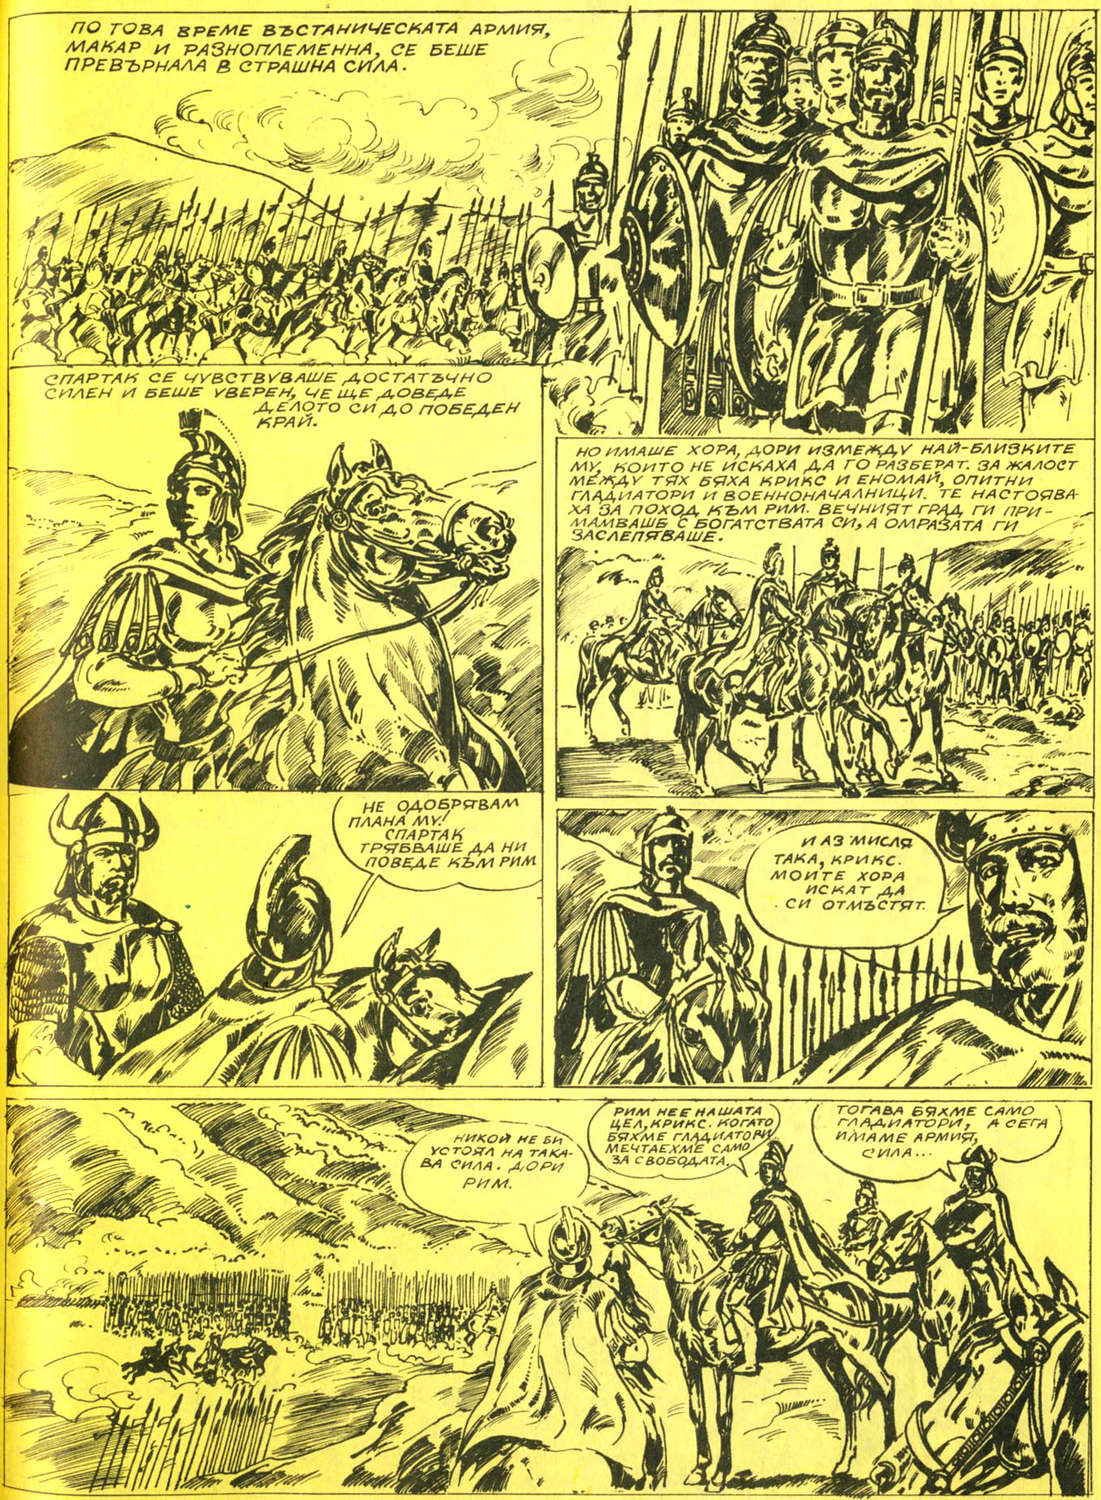 ПО ТОВА ВРЕМЕ ВЪСТАНИЧЕСКАТА АРМИЯ,
МАКАР И РАЗНОПЛЕМЕННА, СЕ БЕШЕ
ПРЕВЪРНАЛА В СТРАШНА СИЛА.
СПАРТАК СЕ ЧУВСТВУВАШЕ ДОСТАТЪЧНО
СИЛЕН И БЕШЕ УВЕРЕН, ЧЕ ЩЕ ДОВЕДЕ
ДЕЛОТО СИ ДО ПОБЕДЕН
КРАЙ.
НО ИМАШЕ ХОРА, ДОРИ ИЗМЕЖДУ НАЙ-БЛИЗКИТЕ
МУ, КОИТО НЕ ИСКАХА ДА ГО РАЗБЕРАТ. ЗА ЖАЛОСТ
МЕЖДУ ТЯХ БЯХА КРИКС И ЕНОМАЙ, ОПИТНИ
ГЛАДИАТОРИ И ВОЕННОНАЧАЛНИЦИ. ТЕ НАСТОЯВА-
ХА ЗА ПОХОД КЪМ РИМ. ВЕЧНИЯТ ГРАД ГИ ПРИ-
МАМВАШЕ С БОГАТСТВАТА СИ, А ОМРАЗАТА ГИ
ЗАСЛЕПЯВАШЕ.
НЕ ОДОБРЯВАМ
ПЛАНА МУ!
СПАРТАК
ТРЯБВАШЕ ДА НИ
ПОВЕДЕ КЪМ РИМ
И АЗ МИСЛЯ
ТАКА, КРИКС.
МОИТЕ ХОРА
ИСКАТ ДА
СИ ОТМЪСТЯТ.
НИКОЙ НЕ БИ
УСТОЯЛ НА ТАКА-
ВА СИЛА. ДОРИ
РИМ.
РИМ НЕ Е НАШАТА
ЦЕЛ, КРИКС. КОГАТО
БЯХМЕ ГЛАДИАТОРИ,
МЕЧТАЕХМЕ САМО
ЗА СВОБОДАТА.
ТОГАВА БЯХМЕ САМО
ГЛАДИАТОРИ, А СЕГА
ИМАМЕ АРМИЯ,
СИЛА...